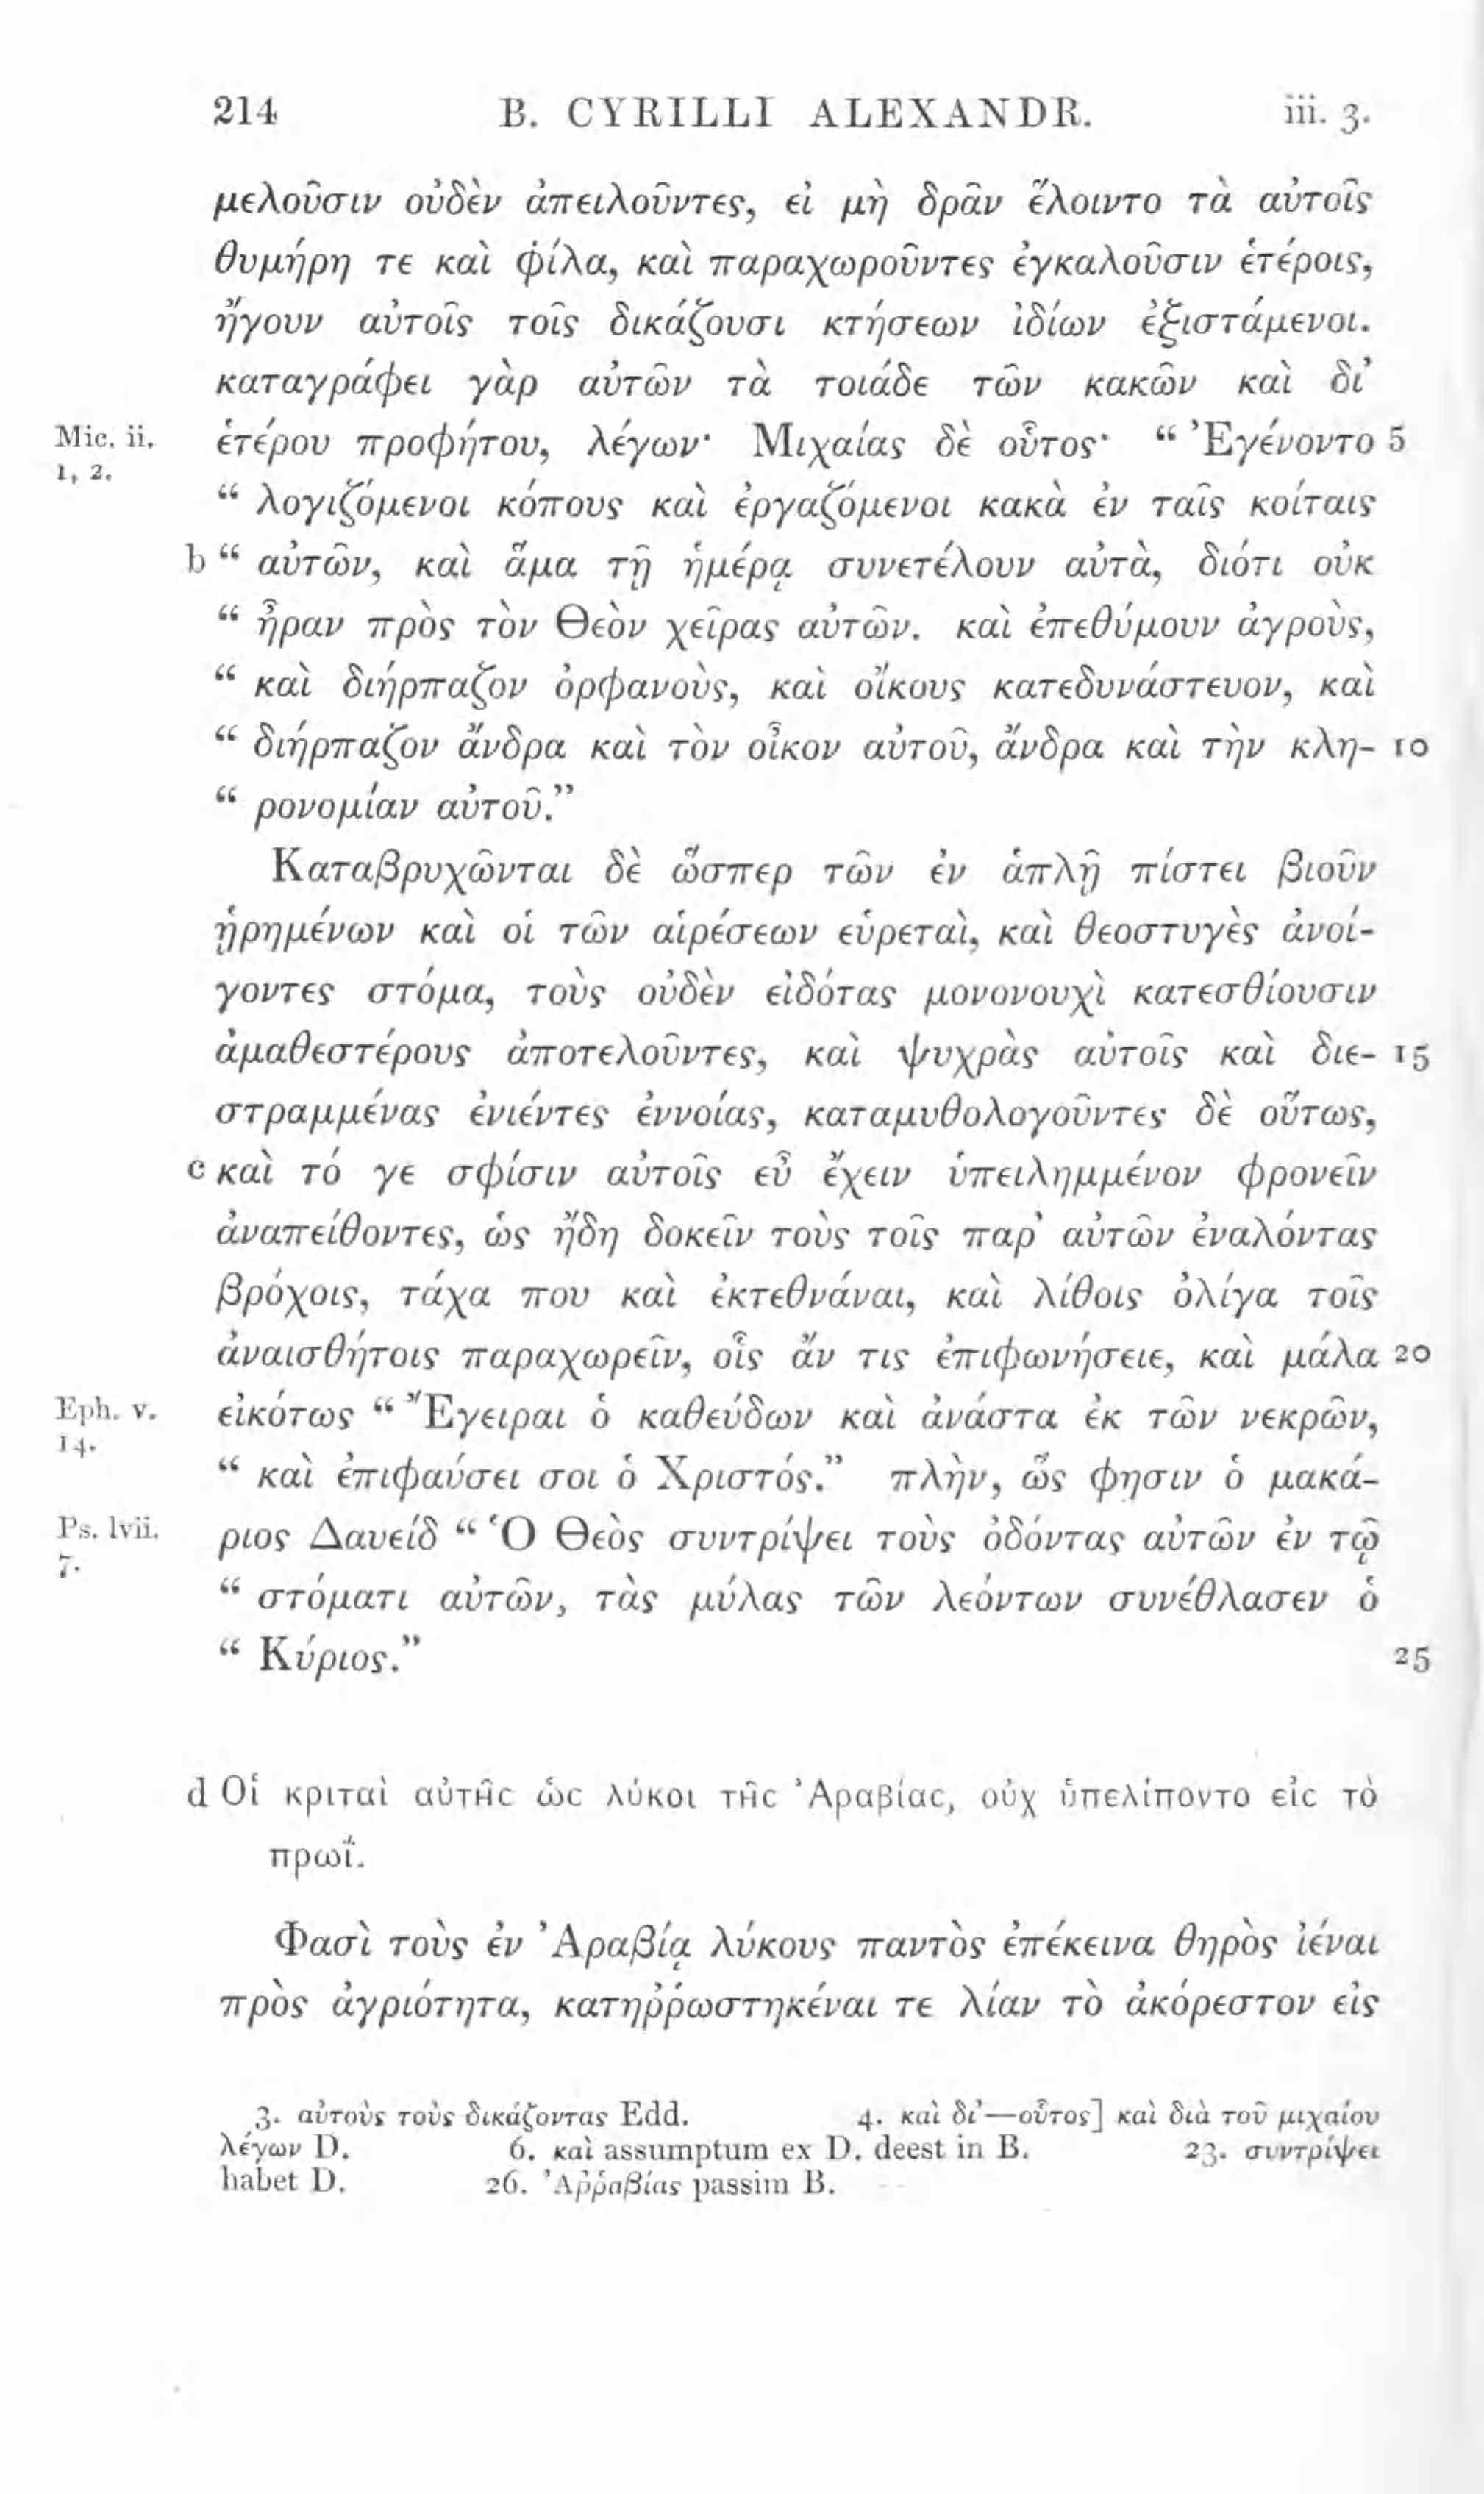 214 B. CYRILLI ALEXANDR. iii. 3.
μελοῦσιν οὐδὲν ἀπειλοῦντες, εἰ μὴ δρᾶν ἕλοιντο τὰ αὐτοῖς
θυμήρη τε καὶ φίλα, καὶ παραχωροῦντες ἐγκαλοῦσιν ἑτέροις,
ἤγουν αὐτοῖς τοῖς δικάζουσι κτήσεων ἰδίων ἐξιστάμενοι.
καταγράφει γὰρ αὐτῶν τὰ τοιάδε τῶν κακῶν καὶ δι’
Mic. ii. ἑτέρου προφήτου, λέγων· Μιχαίας δὲ οὗτος· “ Ἐγένοντο 5
1, 2.
“ λογιζόμενοι κόπους καὶ ἐργαζόμενοι κακὰ ἐν ταῖς κοίταις
b “ αὐτῶν, καὶ ἅμα τῇ ἡμέρᾳ συνετέλουν αὐτὰ, διότι οὐκ
“ ἦραν πρὸς τὸν Θεὸν χεῖρας αὐτῶν. καὶ ἐπεθύμουν ἀγροὺς,
“ καὶ διήρπαζον ὀρφανοὺς, καὶ οἴκους κατεδυνάστευον, καὶ
“ διήρπαζον ἄνδρα καὶ τὸν οἶκον αὐτοῦ, ἄνδρα καὶ τὴν κλη- 10
“ ρονομίαν αὐτοῦ.”
Καταβρυχῶνται δὲ ὥσπερ τῶν ἐν ἁπλῇ πίστει βιοῦν
ᾑρημένων καὶ οἱ τῶν αἱρέσεων εὑρεταὶ, καὶ θεοστυγὲς ἀνοί-
γοντες στόμα, τοὺς οὐδὲν εἰδότας μονονουχὶ κατεσθίουσιν
ἀμαθεστέρους ἀποτελοῦντες, καὶ ψυχρὰς αὐτοῖς καὶ διε- 15
στραμμένας ἐνιέντες ἐννοίας, καταμυθολογοῦντες δὲ οὕτως,
c καὶ τό γε σφίσιν αὐτοῖς εὖ ἔχειν ὑπειλημμένον φρονεῖν
ἀναπείθοντες, ὡς ἤδη δοκεῖν τοὺς τοῖς παρ’ αὐτῶν ἐναλόντας
βρόχοις, τάχα που καὶ ἐκτεθνάναι, καὶ λίθοις ὀλίγα τοῖς
ἀναισθήτοις παραχωρεῖν, οἷς ἄν τις ἐπιφωνήσειε, καὶ μάλα 20
Eph. v. εἰκότως “ Ἔγειραι ὁ καθεύδων καὶ ἀνάστα ἐκ τῶν νεκρῶν,
14.
“ καὶ ἐπιφαύσει σοι ὁ Χριστός.” πλὴν, ὥς φησιν ὁ μακά-
Ps. lvii. ριος Δαυείδ “ Ὁ Θεὸς συντρίψει τοὺς ὀδόντας αὐτῶν ἐν τῷ
7.
“ στόματι αὐτῶν, τὰς μύλας τῶν λεόντων συνέθλασεν ὁ
“ Κύριος.” 25
d Οἱ κριταὶ αὐτῆς ὡς λύκοι τῆς Ἀραβίας, οὐχ ὑπελίποντο εἰς τὸ
πρωΐ.
Φασὶ τοὺς ἐν Ἀραβίᾳ λύκους παντὸς ἐπέκεινα θηρὸς ἰέναι
πρὸς ἀγριότητα, κατηῤῥωστηκέναι τε λίαν τὸ ἀκόρεστον εἰς
3. αὐτοὺς τοὺς δικάζοντας Edd. 4. καὶ δι’—οὗτος] καὶ διὰ τοῦ μιχαίου
λέγων D. 6. καὶ assumptum ex D. deest in B. 23. συντρίψει
habet D. 26. Ἀῤῥαβίας passim B.